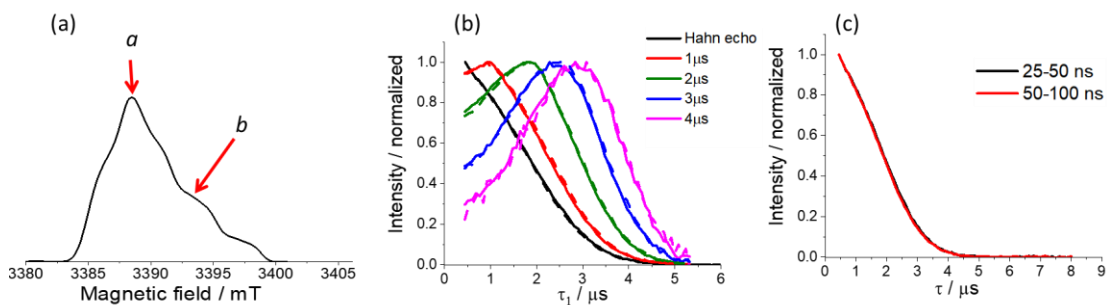 (a)
a
b
3380 3385 3390 3395 3400 3405
Magnetic field / mT
(b)
Intensity / normalized
1.0
0.8
0.6
0.4
0.2
0.0
Hahn echo
1μs
2μs
3μs
4μs
0 1 2 3 4 5 6
τ1 / μs
(c)
Intensity / normalized
1.0
0.8
0.6
0.4
0.2
0.0
25-50 ns
50-100 ns
0 1 2 3 4 5 6 7 8 9
τ / μs